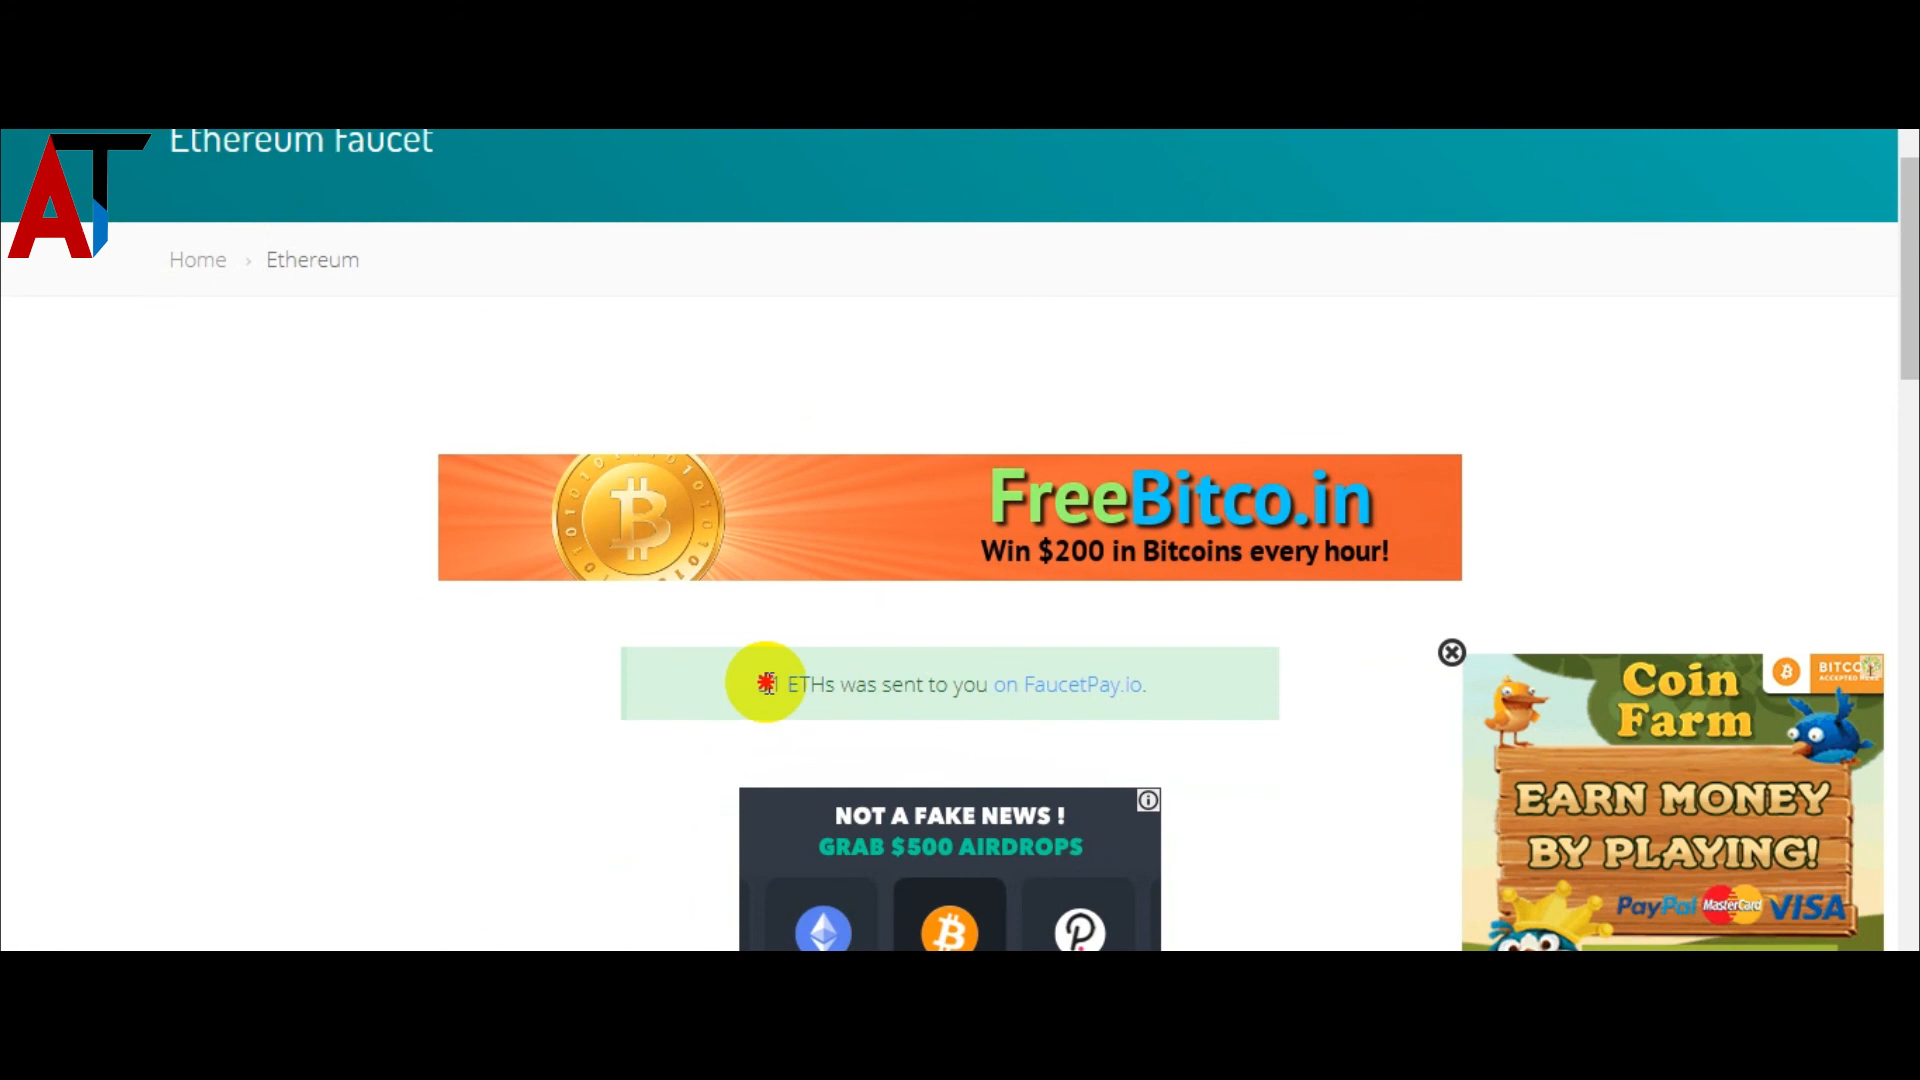 AT
Ethereum Faucet
Home › Ethereum
FreeBitco.in
Win $200 in Bitcoins every hour!
ETHs was sent to you on FaucetPay.io.
NOT A FAKE NEWS !
GRAB $500 AIRDROPS
Coin
Farm
EARN MONEY
BY PLAYING!
PayPal MasterCard VISA